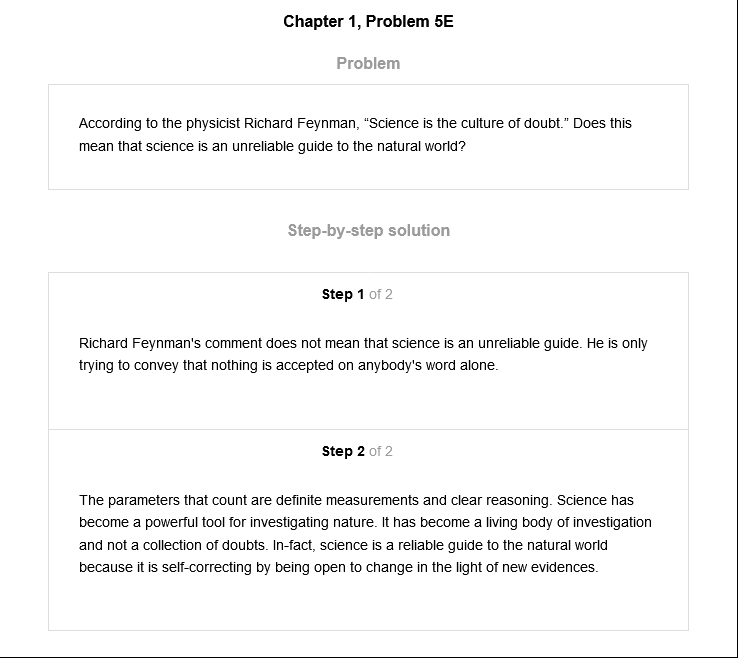 Chapter 1, Problem 5E
Problem
According to the physicist Richard Feynman, “Science is the culture of doubt.” Does this
mean that science is an unreliable guide to the natural world?
Step-by-step solution
Step 1 of 2
Richard Feynman's comment does not mean that science is an unreliable guide. He is only
trying to convey that nothing is accepted on anybody's word alone.
Step 2 of 2
The parameters that count are definite measurements and clear reasoning. Science has
become a powerful tool for investigating nature. It has become a living body of investigation
and not a collection of doubts. In-fact, science is a reliable guide to the natural world
because it is self-correcting by being open to change in the light of new evidences.